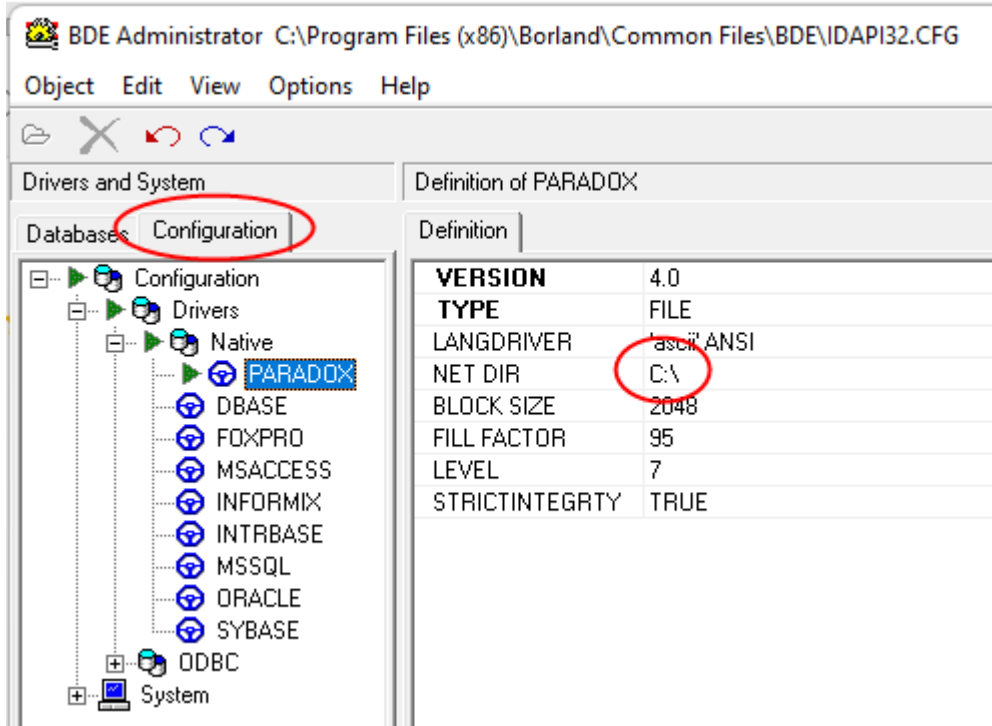 BDE Administrator C:\Program Files (x86)\Borland\Common Files\BDE\IDAPI32.CFG
Object Edit View Options Help
Drivers and System
Definition of PARADOX
Databases Configuration
Definition
Configuration
Drivers
Native
PARADOX
DBASE
FOXPRO
MSACCESS
INFORMIX
INTRBASE
MSSQL
ORACLE
SYBASE
ODBC
System
VERSION 4.0
TYPE FILE
LANGDRIVER 'ascii' ANSI
NET DIR C:\
BLOCK SIZE 2048
FILL FACTOR 95
LEVEL 7
STRICTINTEGRTY TRUE